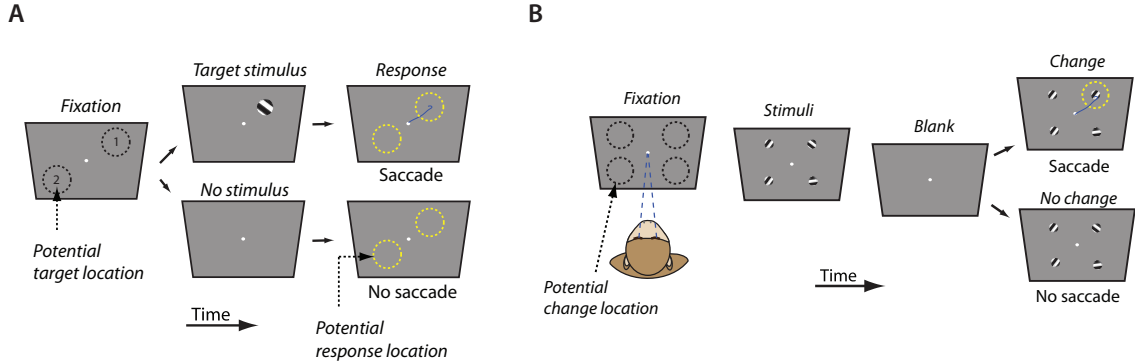 A
Fixation
1
2
Potential
target location
Target stimulus
No stimulus
Response
Saccade
No saccade
Time
Potential
response location
B
Fixation
Potential
change location
Stimuli
Blank
Change
Saccade
No change
No saccade
Time